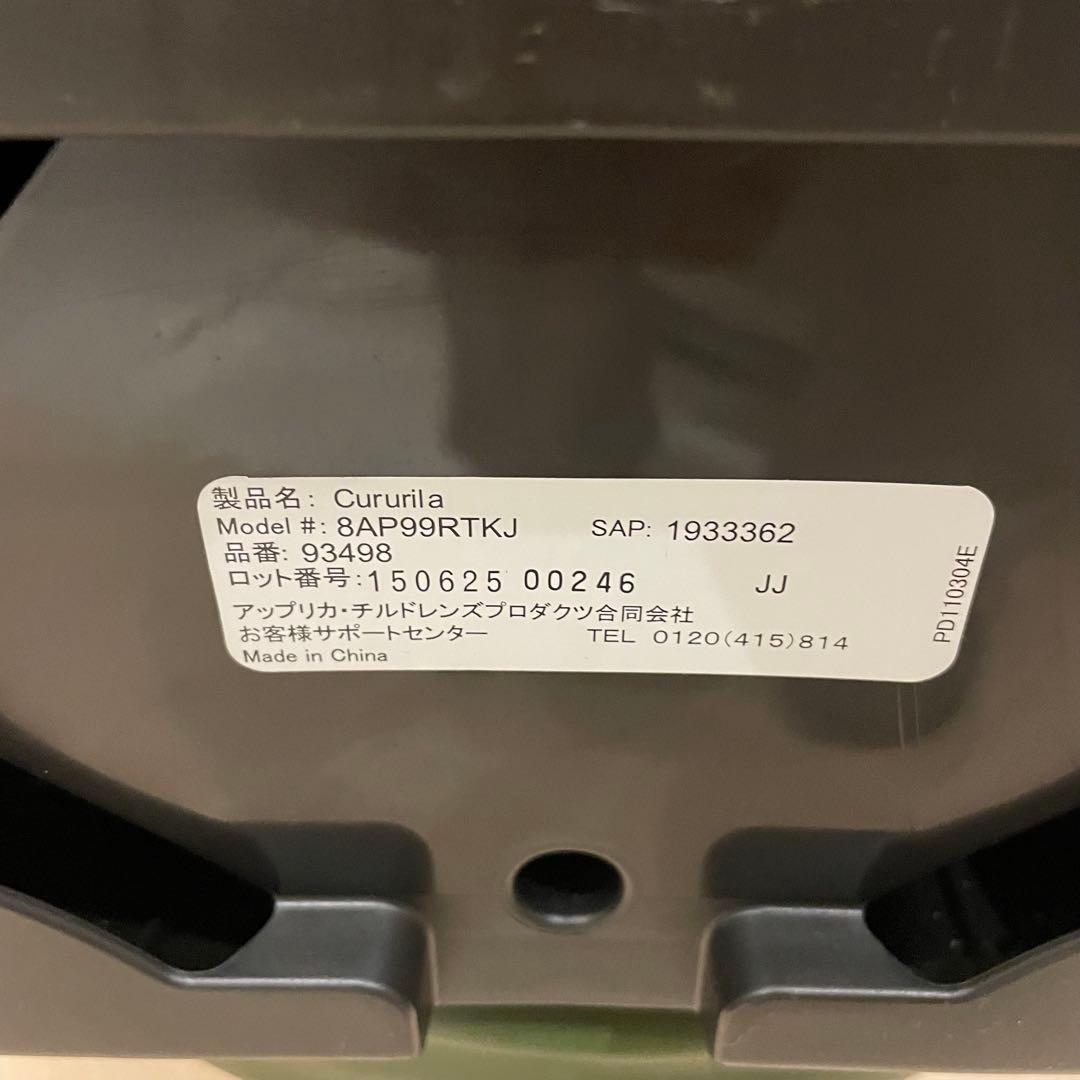 製品名: Cururila
Model #: 8AP99RTKJ SAP: 1933362
品番: 93498
ロット番号: 150625 00246 JJ
アップリカ・チルドレンズプロダクツ合同会社
お客様サポートセンター TEL 0120(415)814
Made in China
PD110304E